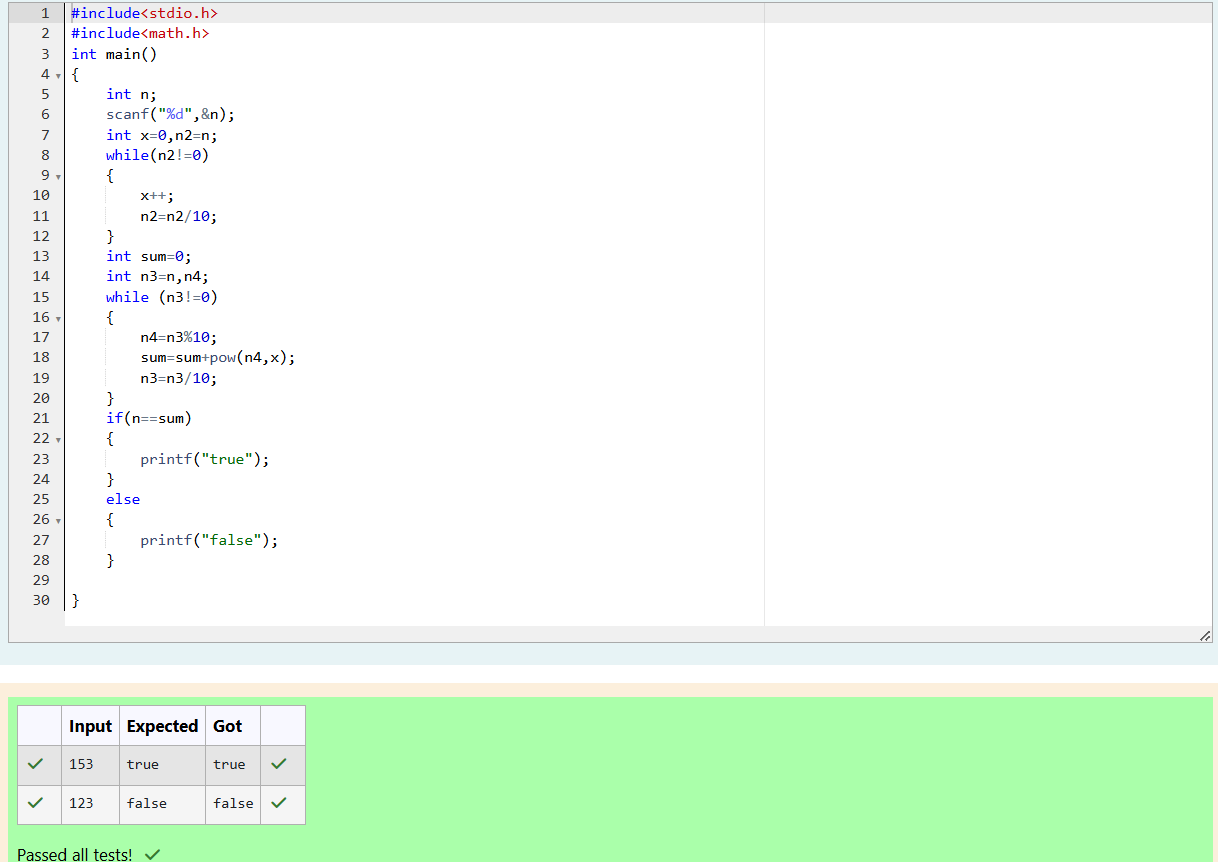 1 #include<stdio.h>
2 #include<math.h>
3 int main()
4 {
5     int n;
6     scanf("%d",&n);
7     int x=0,n2=n;
8     while(n2!=0)
9     {
10         x++;
11         n2=n2/10;
12     }
13     int sum=0;
14     int n3=n,n4;
15     while (n3!=0)
16     {
17         n4=n3%10;
18         sum=sum+pow(n4,x);
19         n3=n3/10;
20     }
21     if(n==sum)
22     {
23         printf("true");
24     }
25     else
26     {
27         printf("false");
28     }
29
30 }
Input Expected Got
153 true true
123 false false
Passed all tests!